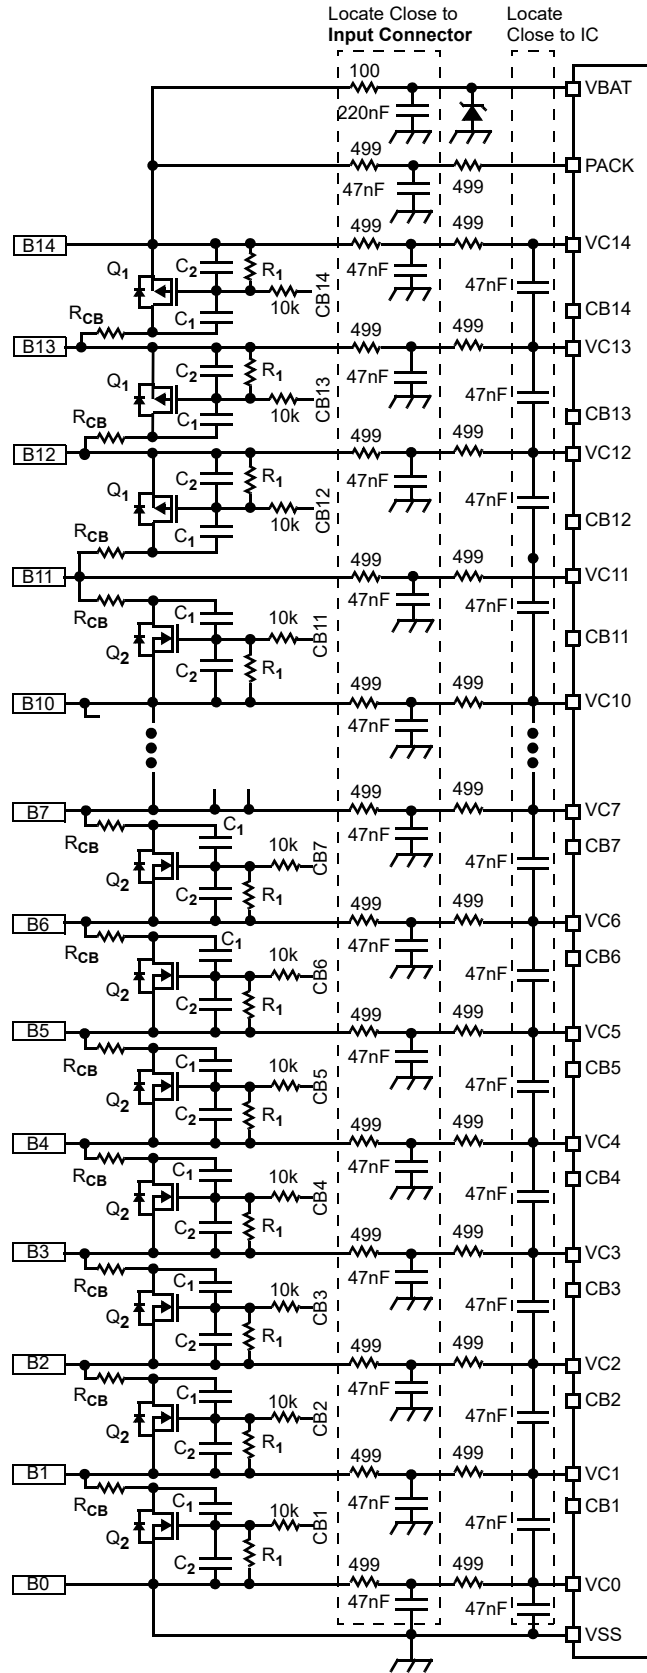 Locate Close to
Input Connector
Locate
Close to IC
100
VBAT
220nF
499
PACK
47nF
499
499
499
B14
VC14
Q1
C2
R1
47nF
47nF
10k
CB14
CB14
RCB
C1
499
499
B13
VC13
Q1
C2
R1
47nF
47nF
10k
CB13
CB13
RCB
C1
499
499
B12
VC12
Q1
C2
R1
47nF
47nF
10k
CB12
CB12
RCB
C1
499
499
B11
VC11
RCB
C1
10k
47nF
47nF
CB11
CB11
Q2
C2
R1
499
499
B10
VC10
47nF
499
499
B7
VC7
RCB
C1
10k
47nF
47nF
CB7
CB7
Q2
C2
R1
499
499
B6
VC6
RCB
C1
10k
47nF
47nF
CB6
CB6
Q2
C2
R1
499
499
B5
VC5
RCB
C1
10k
47nF
47nF
CB5
CB5
Q2
C2
R1
499
499
B4
VC4
RCB
C1
10k
47nF
47nF
CB4
CB4
Q2
C2
R1
499
499
B3
VC3
RCB
C1
10k
47nF
47nF
CB3
CB3
Q2
C2
R1
499
499
B2
VC2
RCB
C1
10k
47nF
47nF
CB2
CB2
Q2
C2
R1
499
499
B1
VC1
RCB
C1
10k
47nF
47nF
CB1
CB1
Q2
C2
R1
499
499
B0
VC0
47nF
47nF
VSS